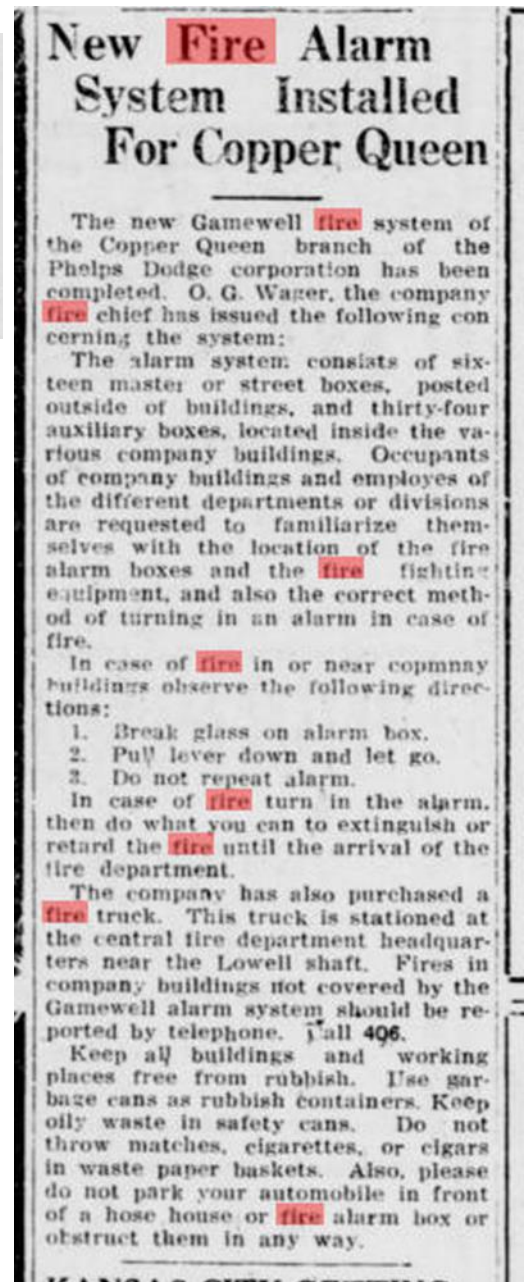 New Fire Alarm
System Installed
For Copper Queen
The new Gamewell fire system of
the Copper Queen branch of the
Phelps Dodge corporation has been
completed. O. G. Wager, the company
fire chief has issued the following con
cerning the system:
The alarm system consists of six-
teen master or street boxes, posted
outside of buildings, and thirty-four
auxiliary boxes, located inside the va-
rious company buildings. Occupants
of company buildings and employes of
the different departments or divisions
are requested to familiarize them-
selves with the location of the fire
alarm boxes and the fire fighting
equipment, and also the correct meth-
od of turning in an alarm in case of
fire.
In case of fire in or near copmnay
buildings observe the following direc-
tions:
1. Break glass on alarm box.
2. Pull lever down and let go.
3. Do not repeat alarm.
In case of fire turn in the alarm,
then do what you can to extinguish or
retard the fire until the arrival of the
fire department.
The company has also purchased a
fire truck. This truck is stationed at
the central fire department headquar-
ters near the Lowell shaft. Fires in
company buildings not covered by the
Gamewell alarm system should be re-
ported by telephone. Call 406.
Keep all buildings and working
places free from rubbish. Use gar-
bage cans as rubbish containers. Keep
oily waste in safety cans. Do not
throw matches, cigarettes, or cigars
in waste paper baskets. Also, please
do not park your automobile in front
of a hose house or fire alarm box or
obstruct them in any way.